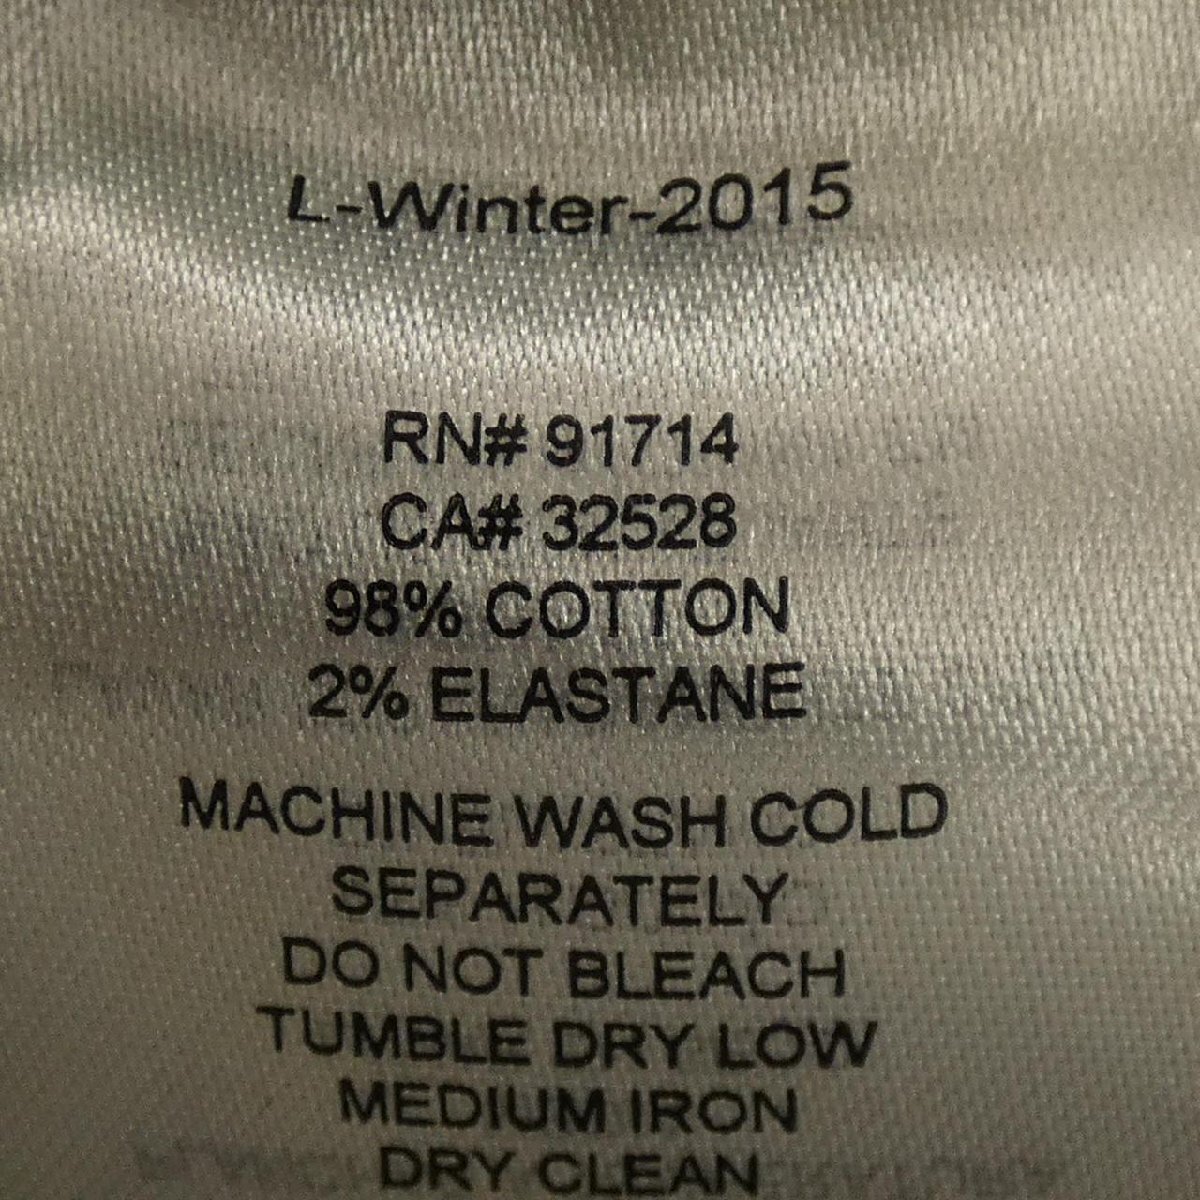 L-Winter-2015
RN# 91714
CA# 32528
98% COTTON
2% ELASTANE
MACHINE WASH COLD
SEPARATELY
DO NOT BLEACH
TUMBLE DRY LOW
MEDIUM IRON
DRY CLEAN